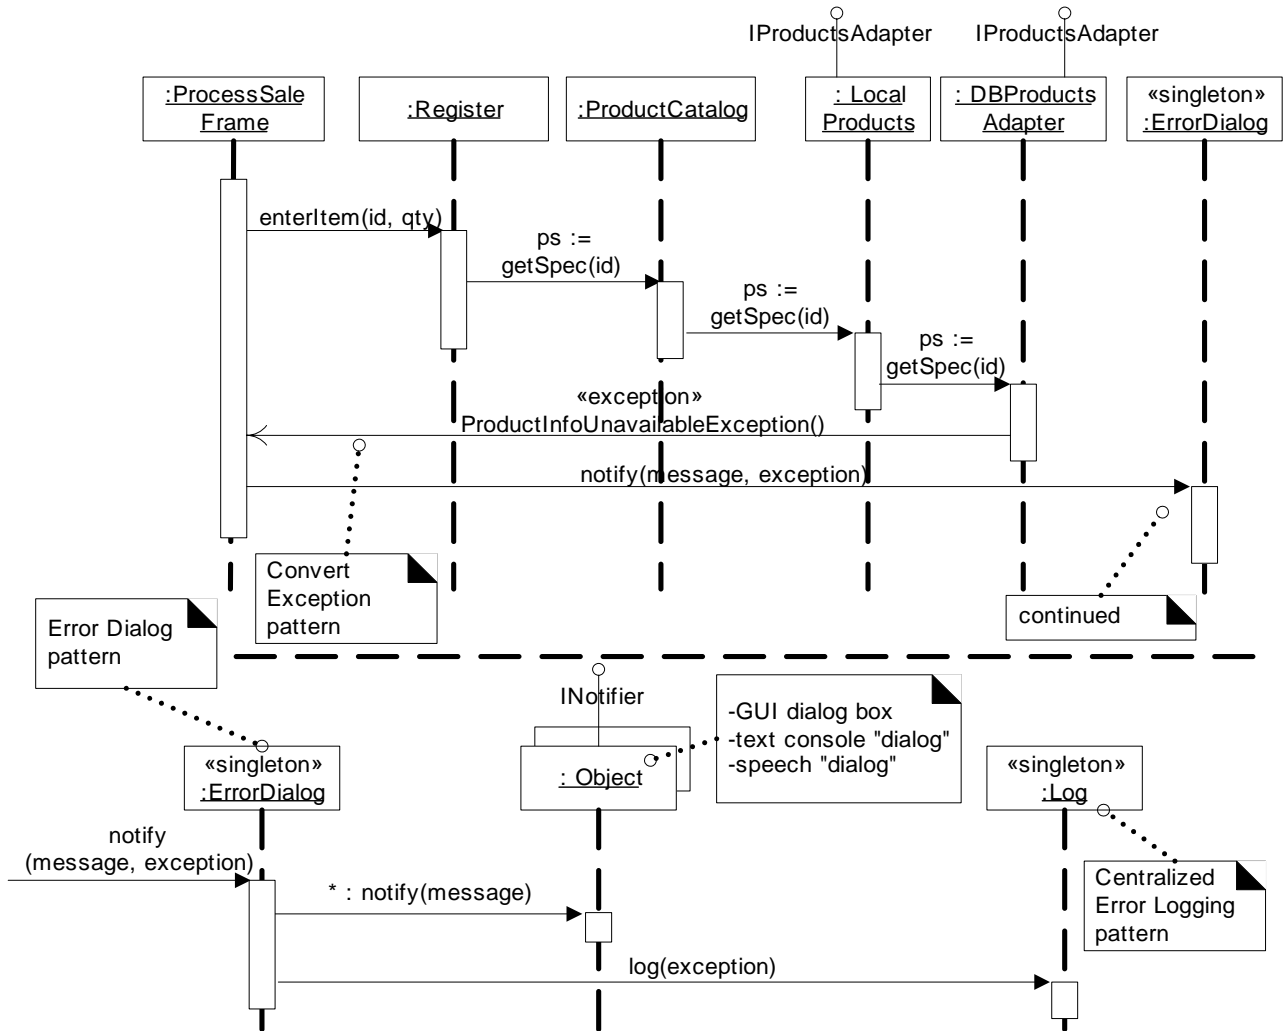 IProductsAdapter
IProductsAdapter
:ProcessSale
Frame
:Register
:ProductCatalog
: Local
Products
: DBProducts
Adapter
«singleton»
:ErrorDialog
enterItem(id, qty)
ps :=
getSpec(id)
ps :=
getSpec(id)
ps :=
getSpec(id)
«exception»
ProductInfoUnavailableException()
notify(message, exception)
Convert
Exception
pattern
continued
Error Dialog
pattern
INotifier
-GUI dialog box
-text console "dialog"
-speech "dialog"
«singleton»
:ErrorDialog
: Object
«singleton»
:Log
notify
(message, exception)
* : notify(message)
Centralized
Error Logging
pattern
log(exception)